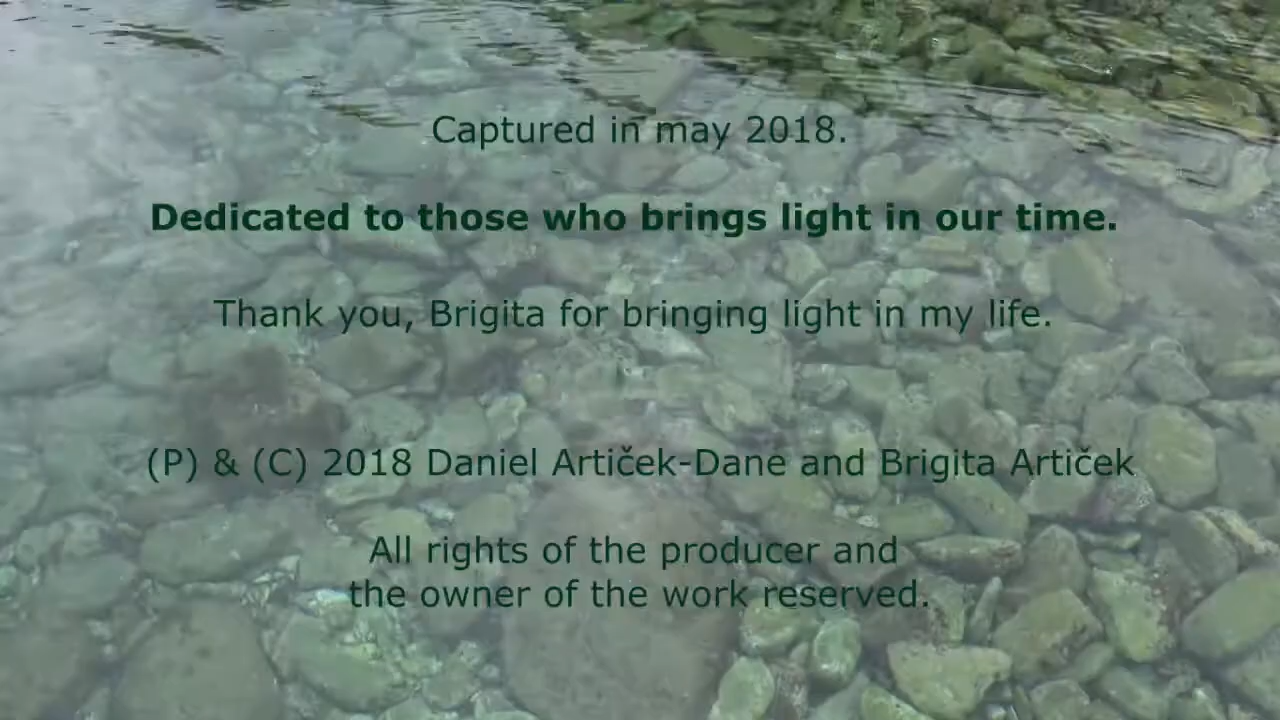 Captured in may 2018.
Dedicated to those who brings light in our time.
Thank you, Brigita for bringing light in my life.
(P) & (C) 2018 Daniel Artiček-Dane and Brigita Artiček
All rights of the producer and
the owner of the work reserved.